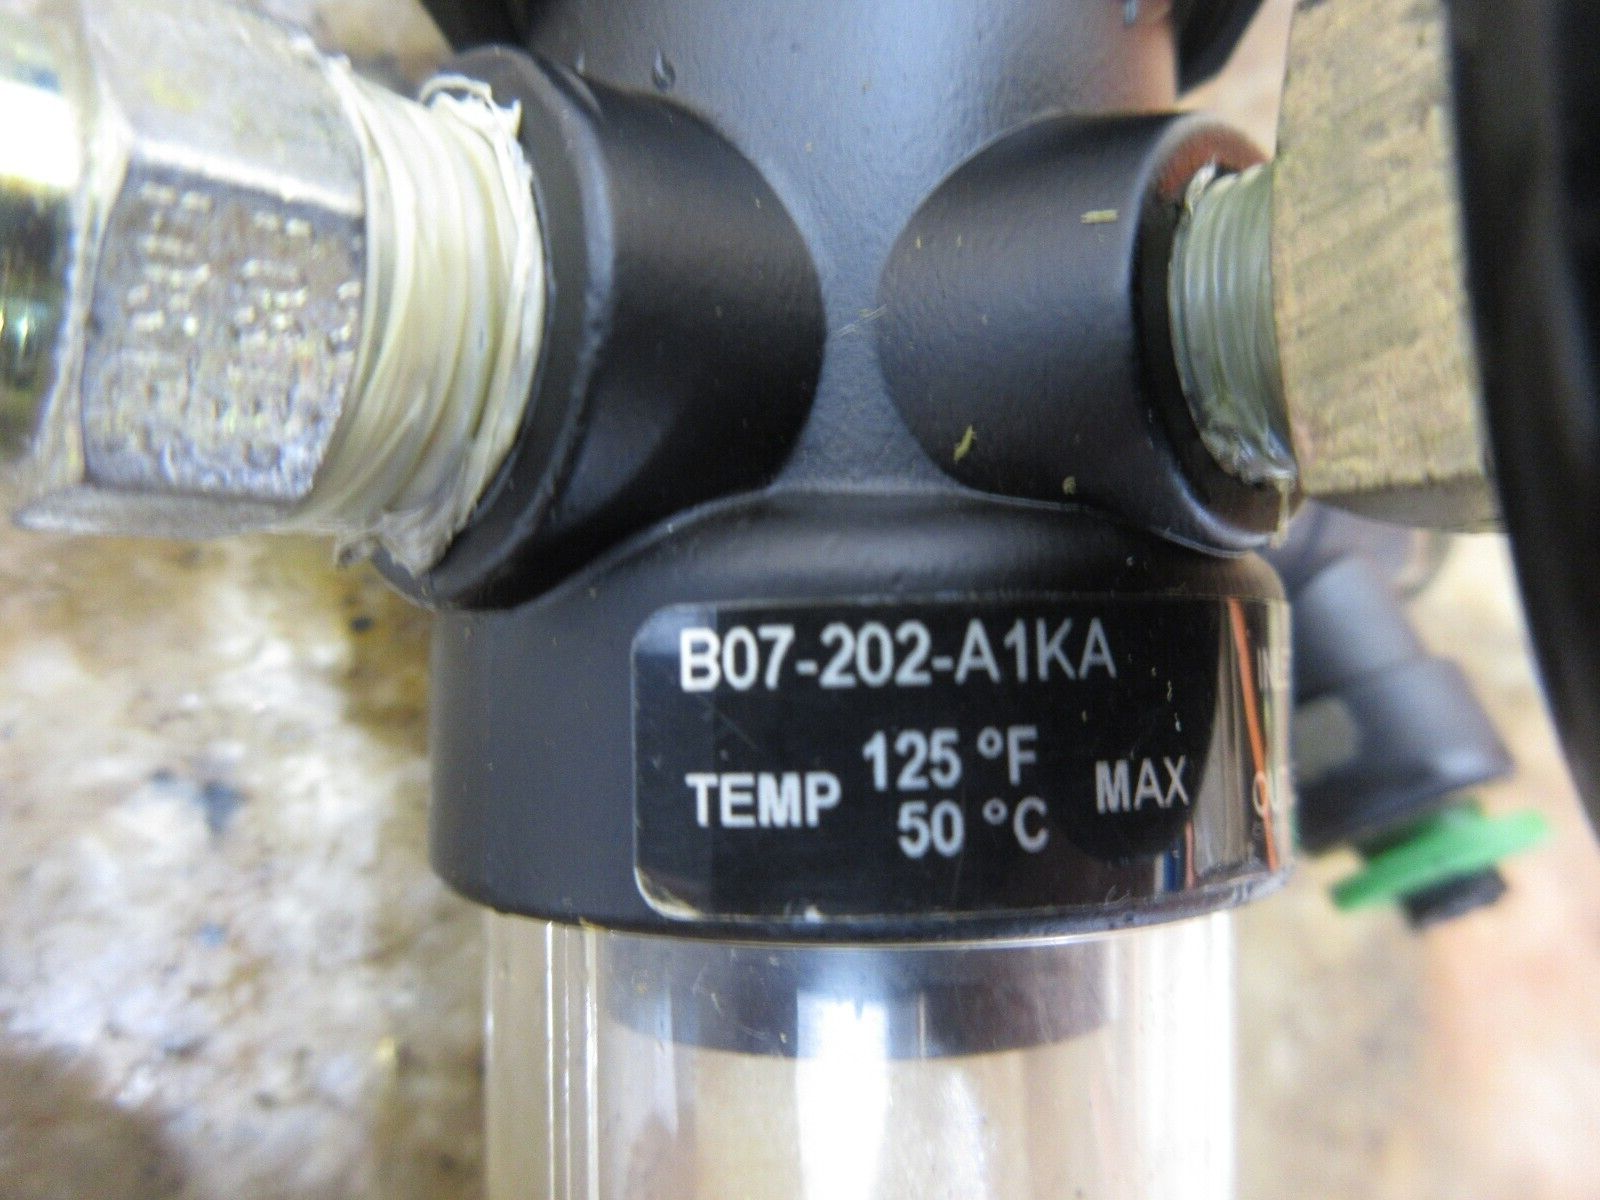 B07-202-A1KA
TEMP 125 °F MAX
50 °C